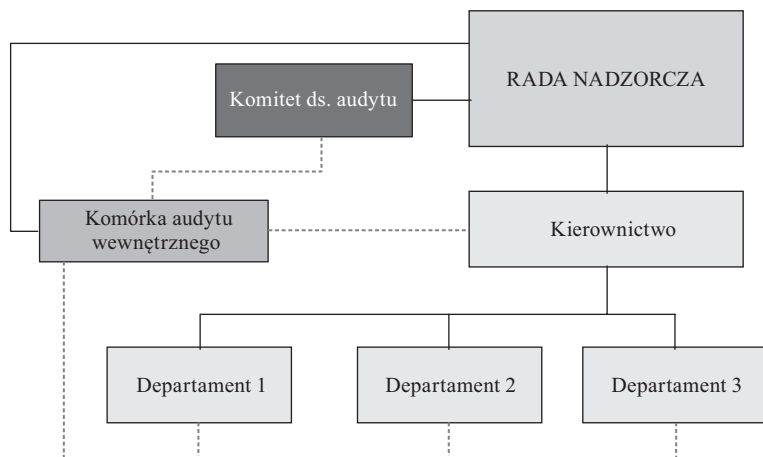 RADA NADZORCZA
Komitet ds. audytu
Komórka audytu
wewnętrznego
Kierownictwo
Departament 1
Departament 2
Departament 3